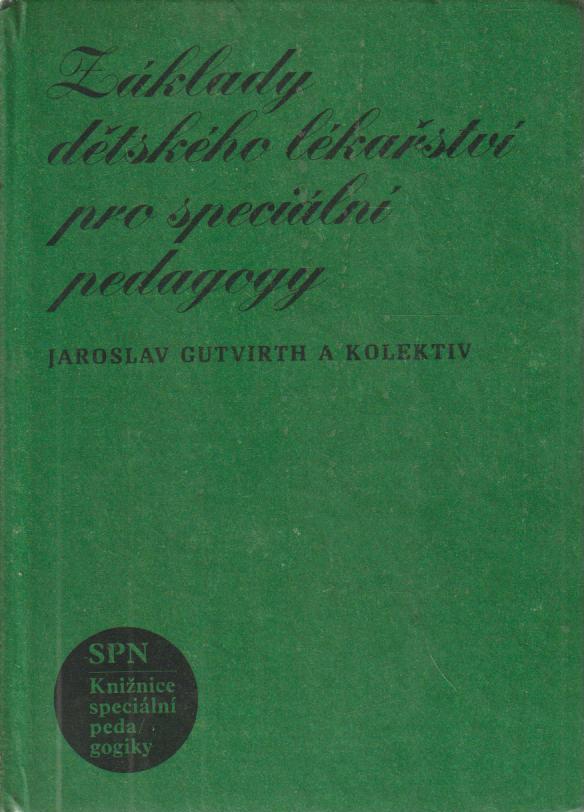 Základy
dětského lékařství
pro speciální
pedagogy
JAROSLAV GUTVIRTH A KOLEKTIV
SPN
Knižnice
speciální
peda/
gogiky